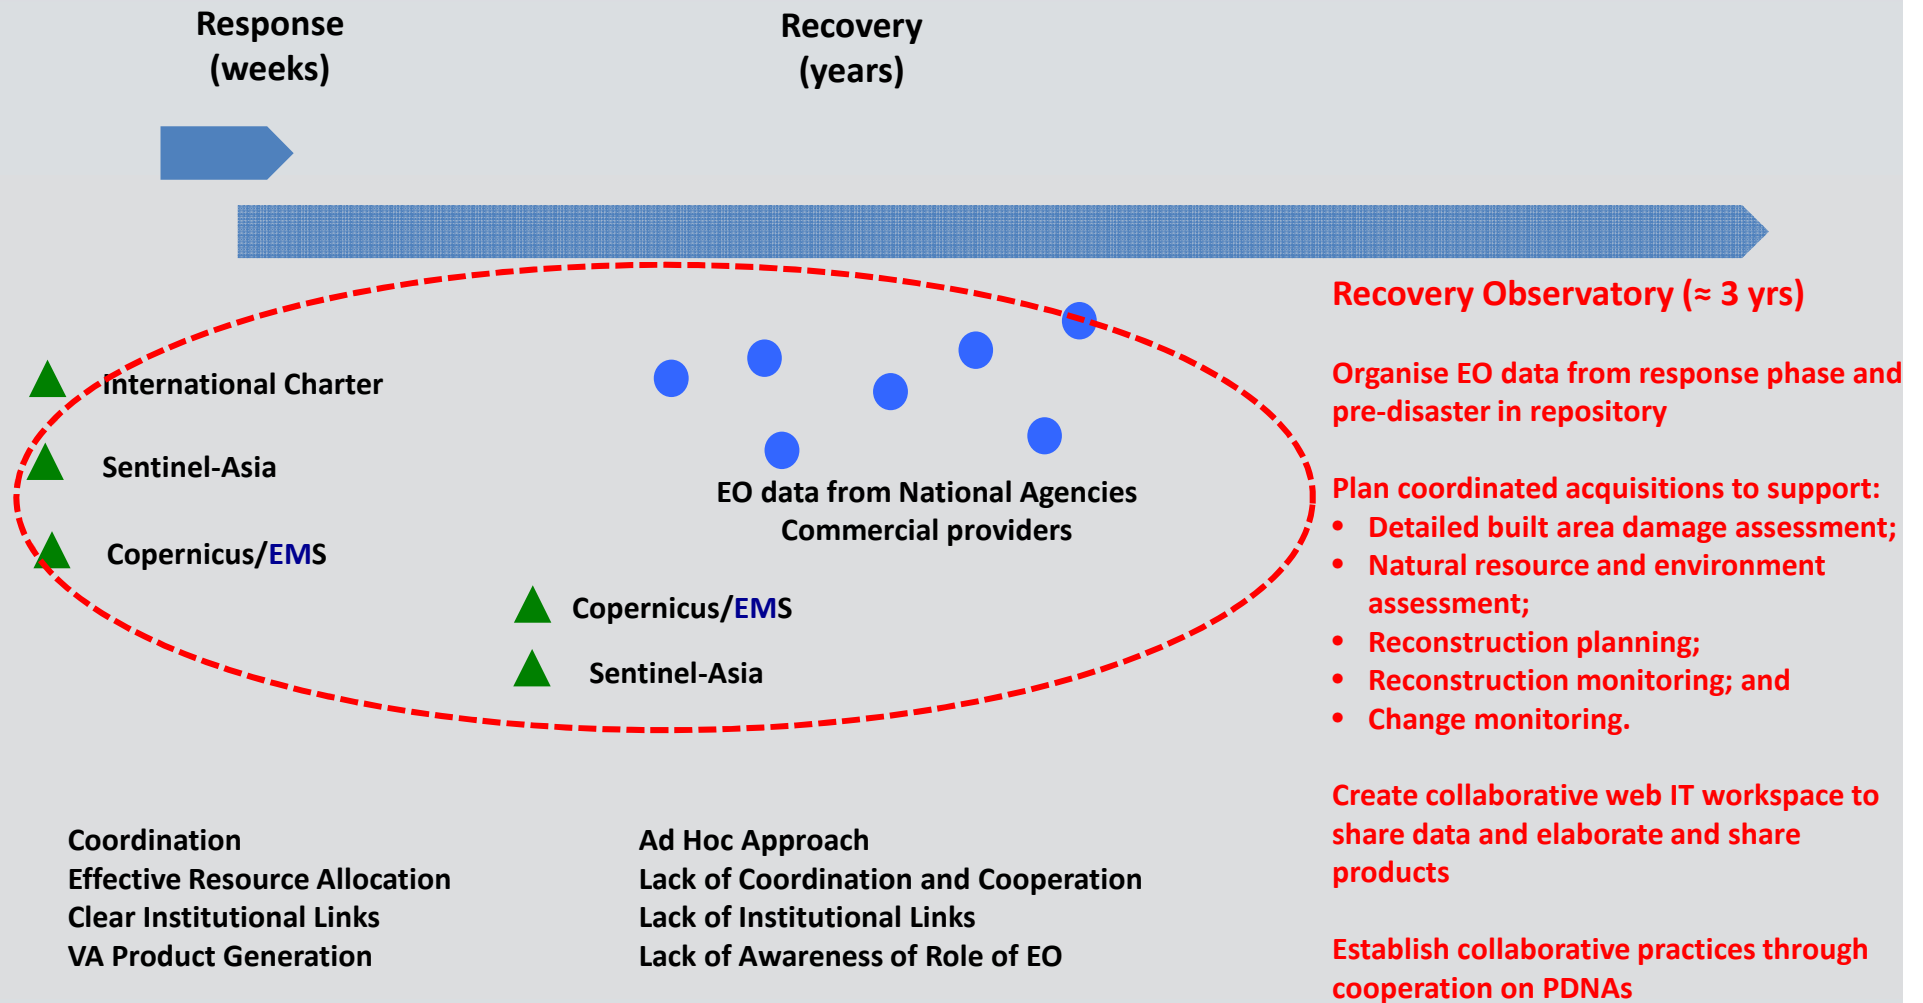 Response
(weeks)
Recovery
(years)
International Charter
Sentinel-Asia
Copernicus/EMS
EO data from National Agencies
Commercial providers
Copernicus/EMS
Sentinel-Asia
Coordination
Effective Resource Allocation
Clear Institutional Links
VA Product Generation
Ad Hoc Approach
Lack of Coordination and Cooperation
Lack of Institutional Links
Lack of Awareness of Role of EO
Recovery Observatory (≈ 3 yrs)
Organise EO data from response phase and
pre-disaster in repository
Plan coordinated acquisitions to support:
• Detailed built area damage assessment;
• Natural resource and environment
assessment;
• Reconstruction planning;
• Reconstruction monitoring; and
• Change monitoring.
Create collaborative web IT workspace to
share data and elaborate and share
products
Establish collaborative practices through
cooperation on PDNAs